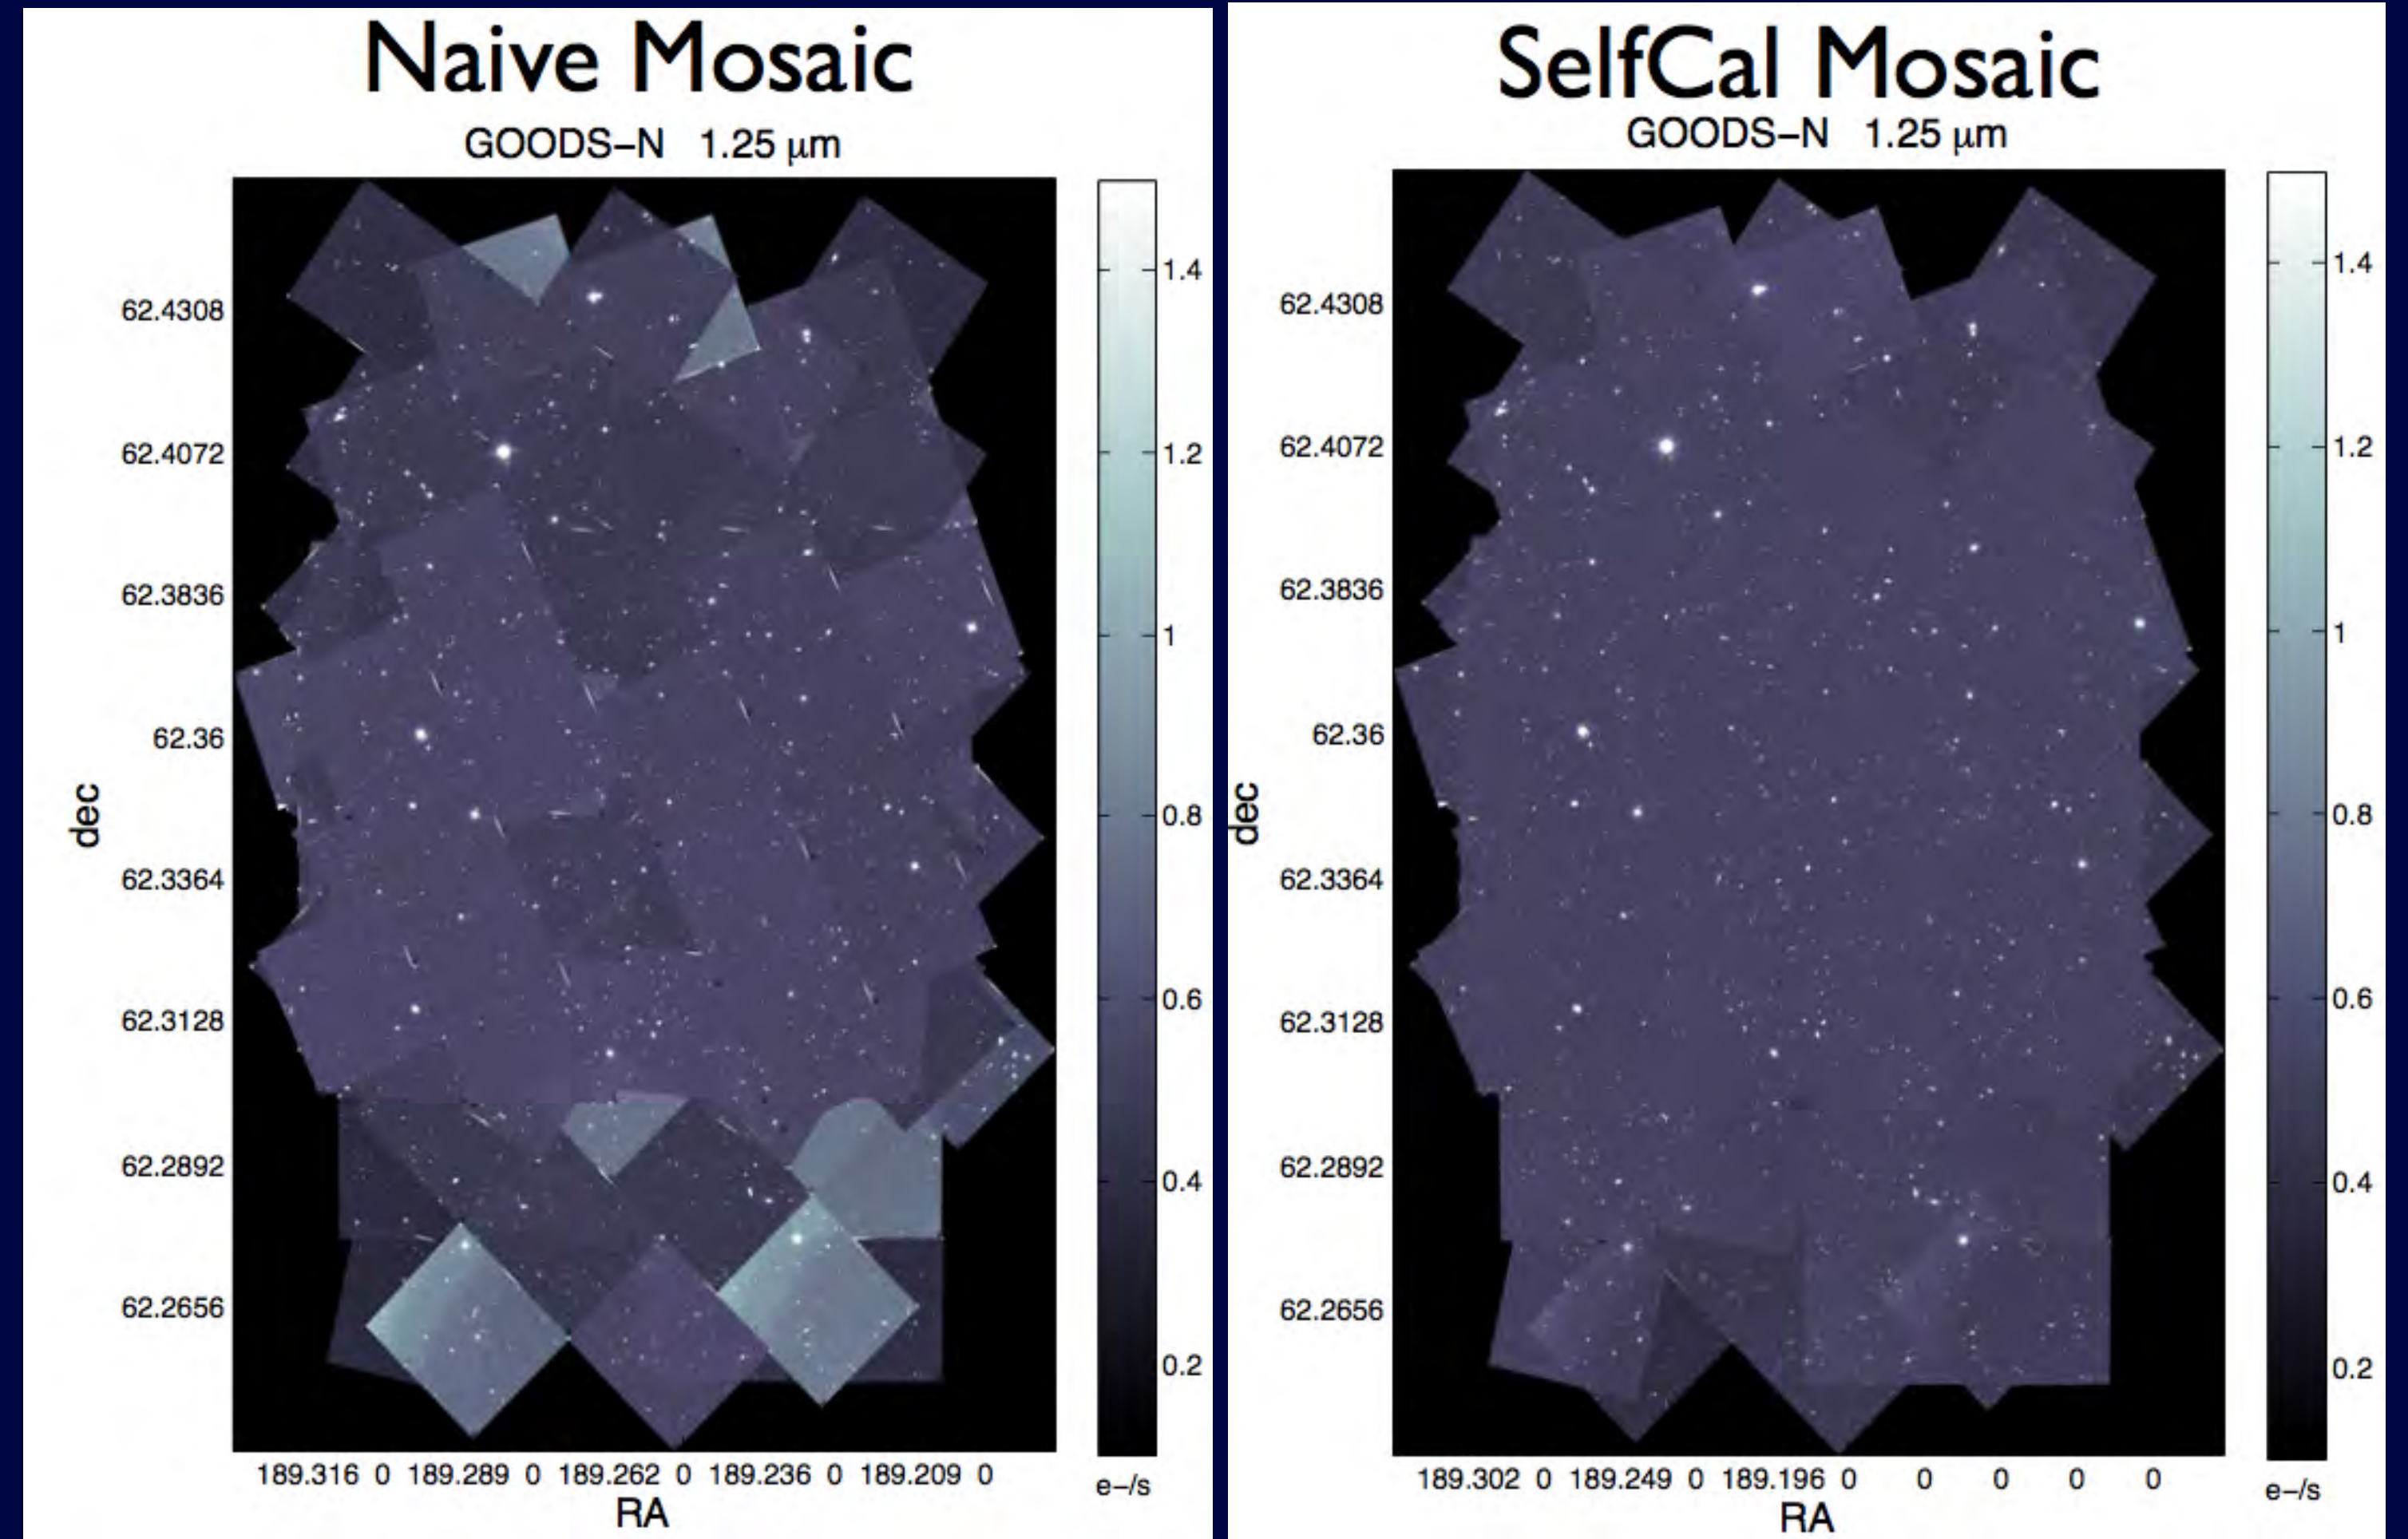 Naive Mosaic
GOODS–N 1.25 μm
62.4308
62.4072
62.3836
62.36
62.3364
62.3128
62.2892
62.2656
dec
189.316 0 189.289 0 189.262 0 189.236 0 189.209 0
RA
1.4
1.2
1
0.8
0.6
0.4
0.2
e−/s
SelfCal Mosaic
GOODS–N 1.25 μm
62.4308
62.4072
62.3836
62.36
62.3364
62.3128
62.2892
62.2656
dec
189.302 0 189.249 0 189.196 0 0 0 0 0
RA
1.4
1.2
1
0.8
0.6
0.4
0.2
e−/s